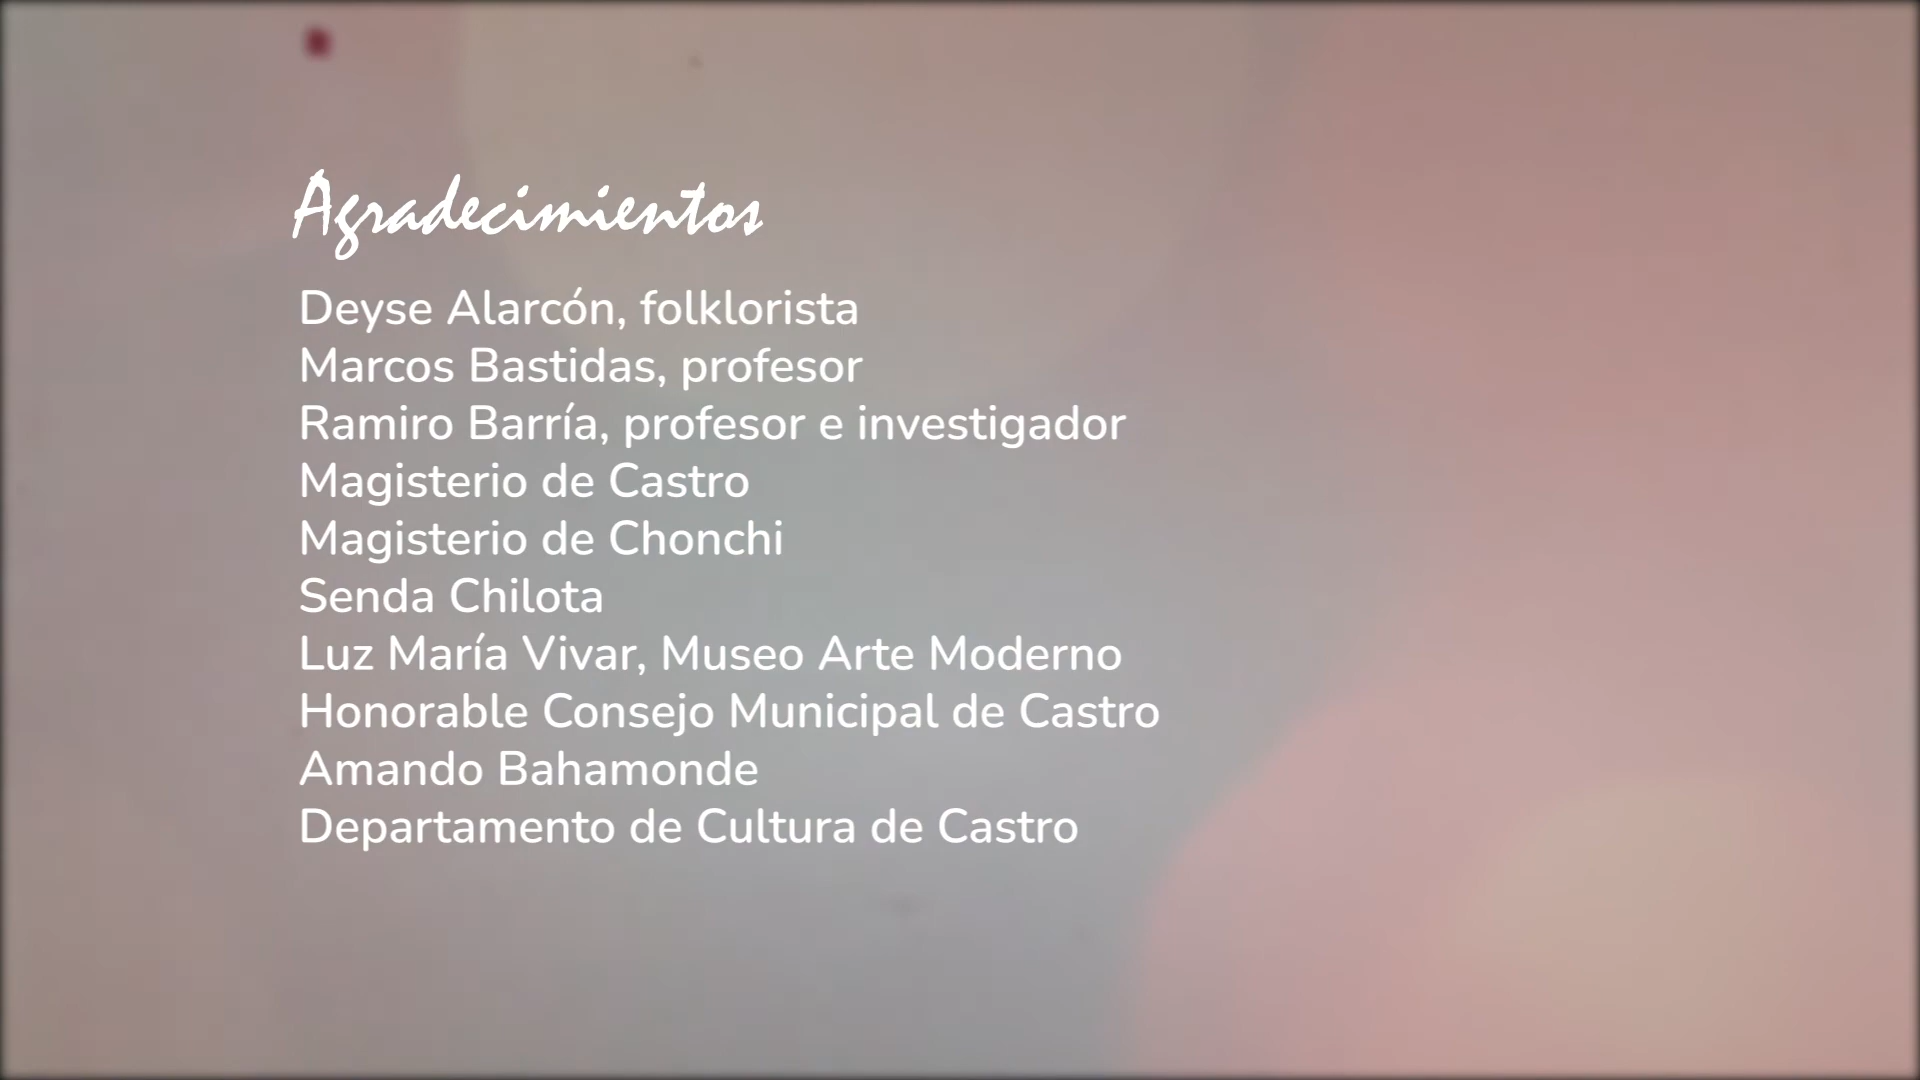 Agradecimientos
Deyse Alarcón, folklorista
Marcos Bastidas, profesor
Ramiro Barría, profesor e investigador
Magisterio de Castro
Magisterio de Chonchi
Senda Chilota
Luz María Vivar, Museo Arte Moderno
Honorable Consejo Municipal de Castro
Amando Bahamonde
Departamento de Cultura de Castro